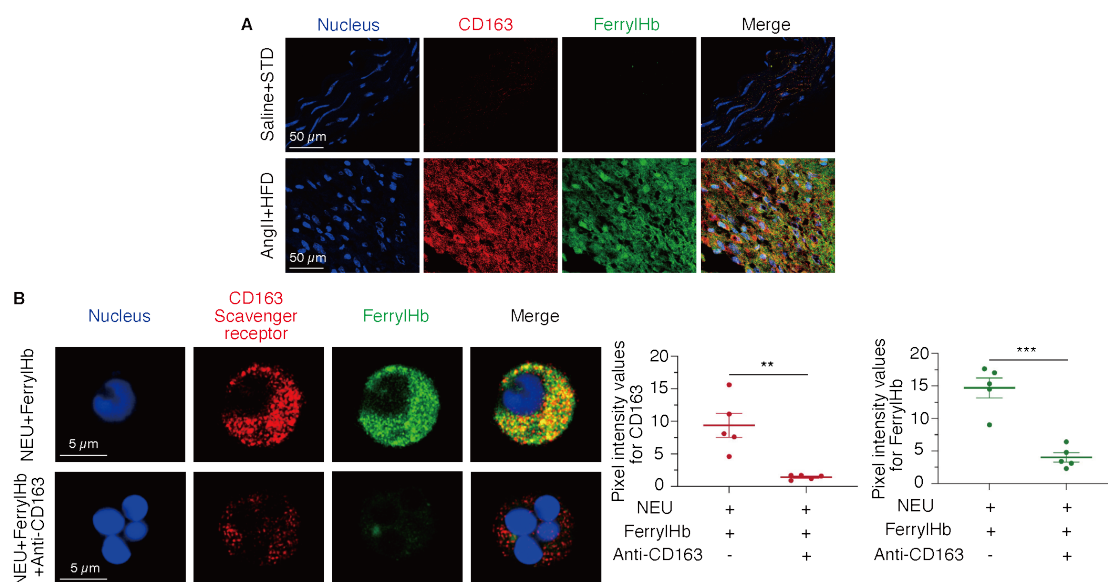 A
Nucleus
CD163
FerrylHb
Merge
Saline+STD
50 µm
AngII+HFD
50 µm
B
Nucleus
CD163
Scavenger
receptor
FerrylHb
Merge
NEU+FerrylHb
5 µm
NEU+FerrylHb
+Anti-CD163
5 µm
Pixel intensity values
for CD163
20
15
10
5
0
**
NEU + +
FerrylHb + +
Anti-CD163 - +
Pixel intensity values
for FerrylHb
20
15
10
5
0
***
NEU + +
FerrylHb + +
Anti-CD163 - +